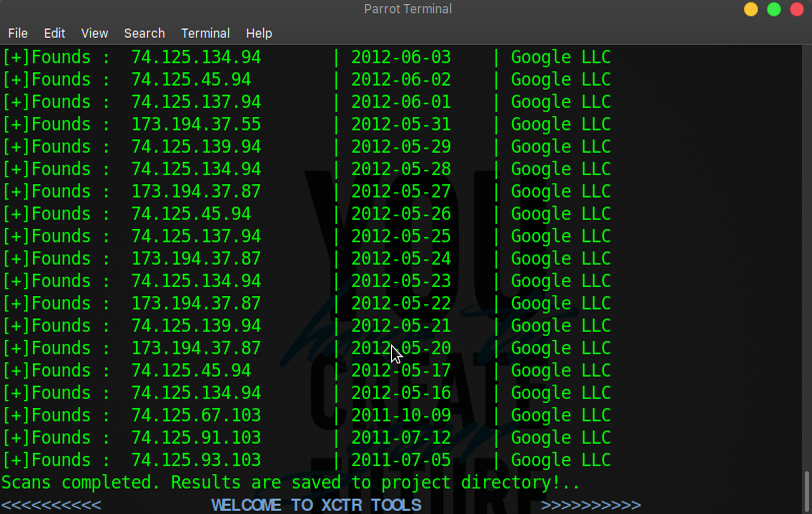 Parrot Terminal
File Edit View Search Terminal Help
[+]Founds : 74.125.134.94 | 2012-06-03 | Google LLC
[+]Founds : 74.125.45.94 | 2012-06-02 | Google LLC
[+]Founds : 74.125.137.94 | 2012-06-01 | Google LLC
[+]Founds : 173.194.37.55 | 2012-05-31 | Google LLC
[+]Founds : 74.125.139.94 | 2012-05-29 | Google LLC
[+]Founds : 74.125.134.94 | 2012-05-28 | Google LLC
[+]Founds : 173.194.37.87 | 2012-05-27 | Google LLC
[+]Founds : 74.125.45.94 | 2012-05-26 | Google LLC
[+]Founds : 74.125.137.94 | 2012-05-25 | Google LLC
[+]Founds : 173.194.37.87 | 2012-05-24 | Google LLC
[+]Founds : 74.125.134.94 | 2012-05-23 | Google LLC
[+]Founds : 173.194.37.87 | 2012-05-22 | Google LLC
[+]Founds : 74.125.139.94 | 2012-05-21 | Google LLC
[+]Founds : 173.194.37.87 | 2012-05-20 | Google LLC
[+]Founds : 74.125.45.94 | 2012-05-17 | Google LLC
[+]Founds : 74.125.134.94 | 2012-05-16 | Google LLC
[+]Founds : 74.125.67.103 | 2011-10-09 | Google LLC
[+]Founds : 74.125.91.103 | 2011-07-12 | Google LLC
[+]Founds : 74.125.93.103 | 2011-07-05 | Google LLC
Scans completed. Results are saved to project directory!..
<<<<<<<<<< WELCOME TO XCTR TOOLS >>>>>>>>>>
YOU
CREATE